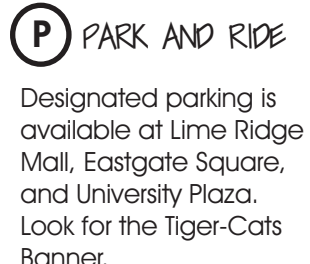 P PARK AND RIDE
Designated parking is
available at Lime Ridge
Mall, Eastgate Square,
and University Plaza.
Look for the Tiger-Cats
Banner.